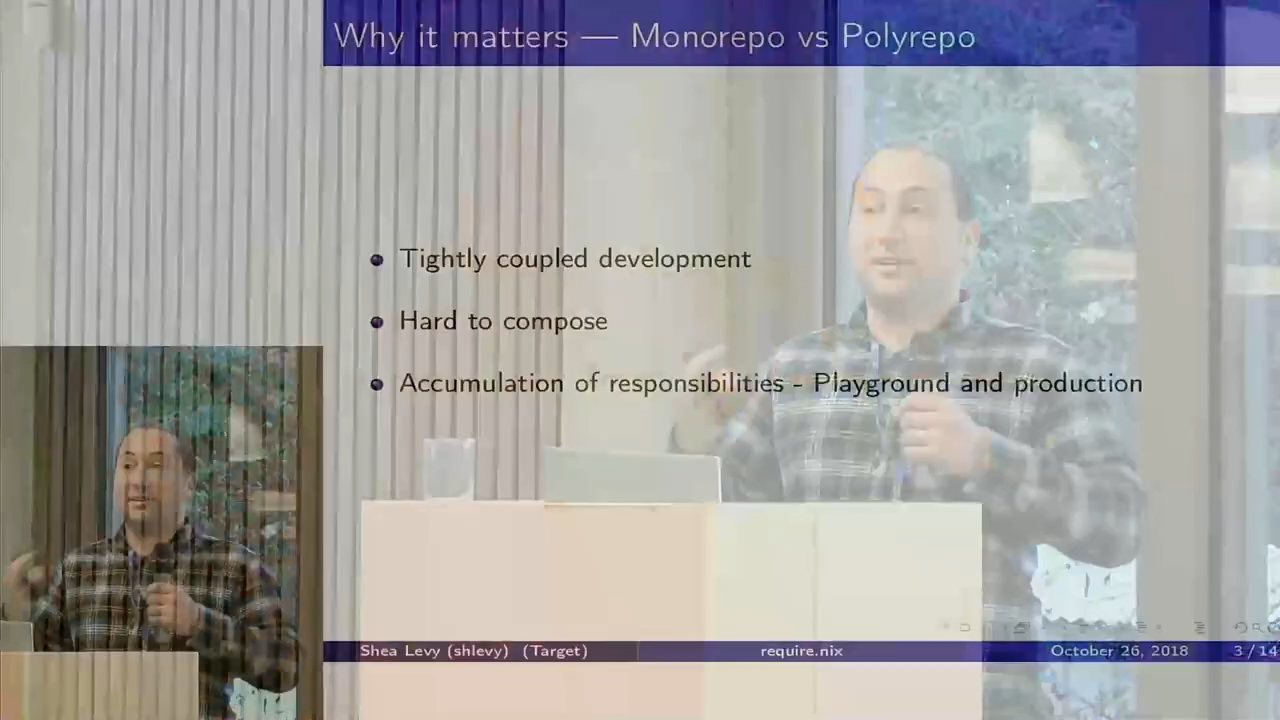 Why it matters — Monorepo vs Polyrepo
Tightly coupled development
Hard to compose
Accumulation of responsibilities - Playground and production
Shea Levy (shlevy) (Target) require.nix October 26, 2018 3 / 14